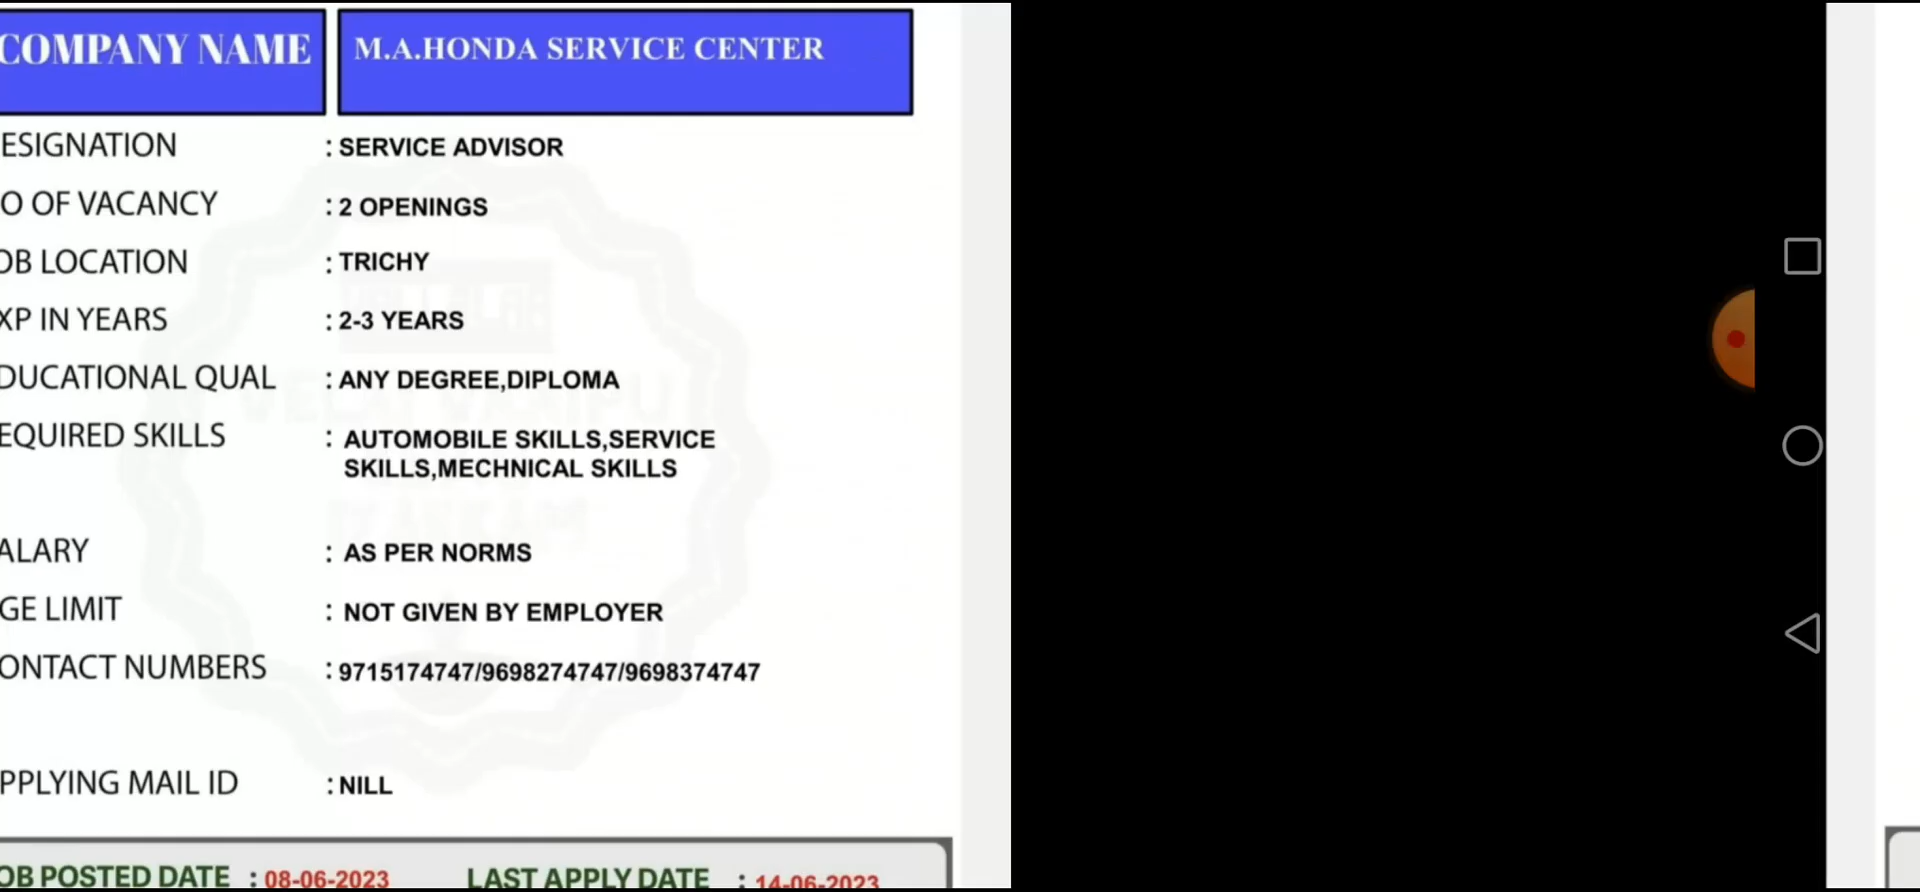 COMPANY NAME M.A.HONDA SERVICE CENTER
ESIGNATION : SERVICE ADVISOR
O OF VACANCY : 2 OPENINGS
OB LOCATION : TRICHY
XP IN YEARS : 2-3 YEARS
DUCATIONAL QUAL : ANY DEGREE,DIPLOMA
EQUIRED SKILLS : AUTOMOBILE SKILLS,SERVICE
SKILLS,MECHNICAL SKILLS
ALARY : AS PER NORMS
GE LIMIT : NOT GIVEN BY EMPLOYER
ONTACT NUMBERS : 9715174747/9698274747/9698374747
PPLYING MAIL ID : NILL
OB POSTED DATE : 08-06-2023 LAST APPLY DATE : 14-06-2023